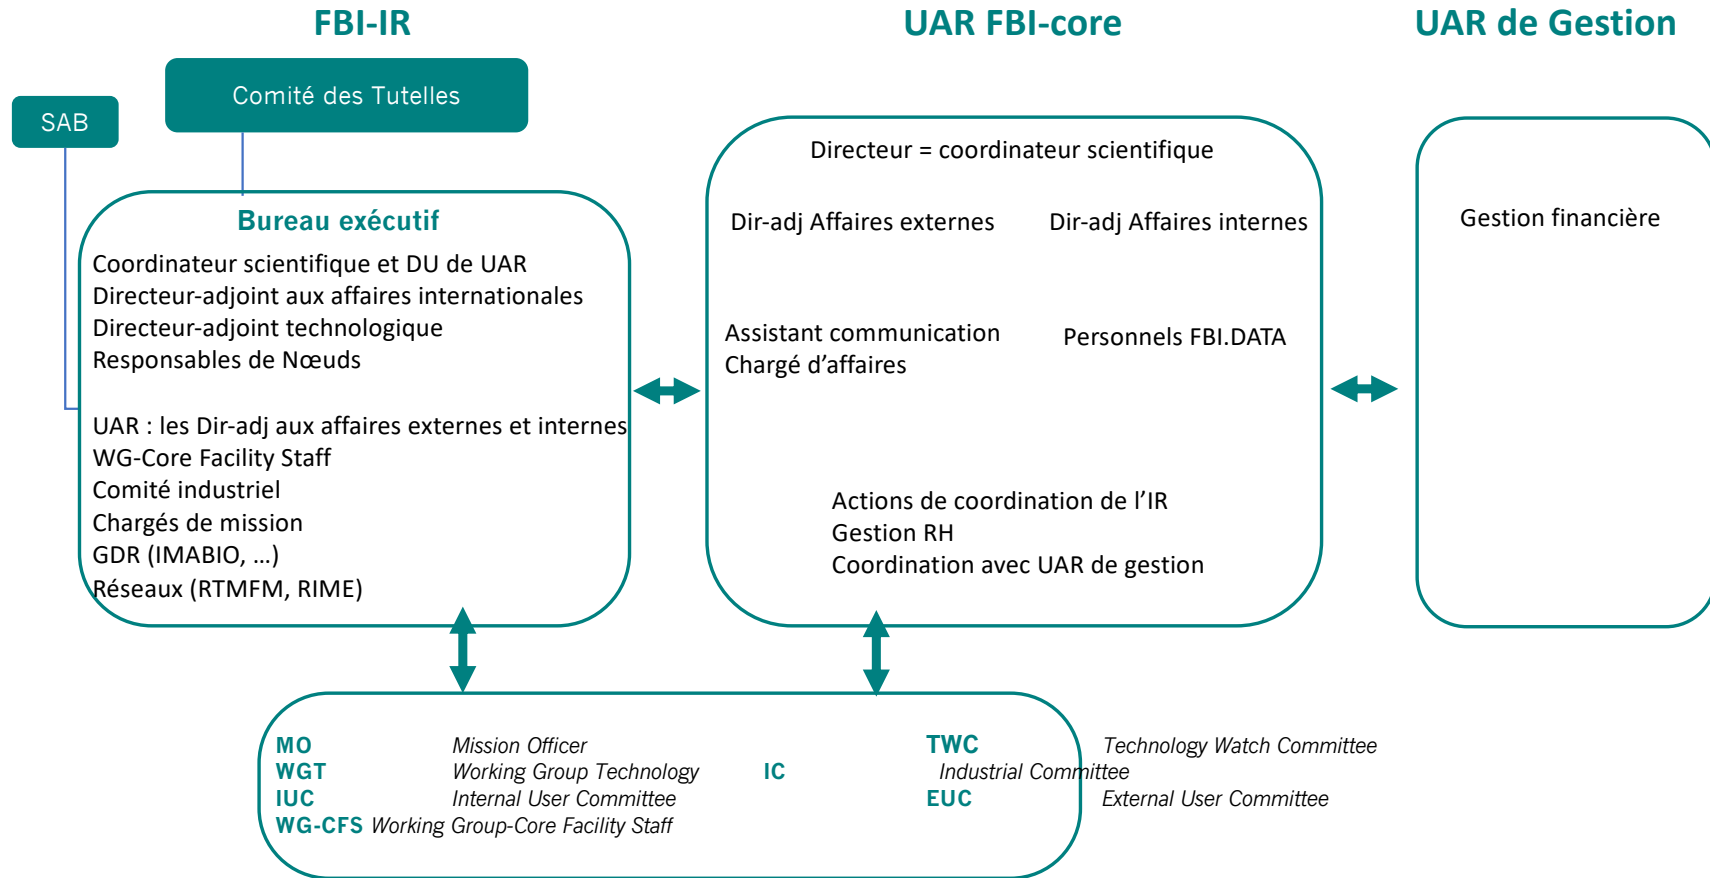 FBI-IR
UAR FBI-core
UAR de Gestion
Comité des Tutelles
SAB
Bureau exécutif
Coordinateur scientifique et DU de UAR
Directeur-adjoint aux affaires internationales
Directeur-adjoint technologique
Responsables de Nœuds
UAR : les Dir-adj aux affaires externes et internes
WG-Core Facility Staff
Comité industriel
Chargés de mission
GDR (IMABIO, ...)
Réseaux (RTMFM, RIME)
Directeur = coordinateur scientifique
Dir-adj Affaires externes
Dir-adj Affaires internes
Assistant communication
Chargé d’affaires
Personnels FBI.DATA
Actions de coordination de l’IR
Gestion RH
Coordination avec UAR de gestion
Gestion financière
MO Mission Officer TWC Technology Watch Committee
WGT Working Group Technology IC Industrial Committee
IUC Internal User Committee EUC External User Committee
WG-CFS Working Group-Core Facility Staff